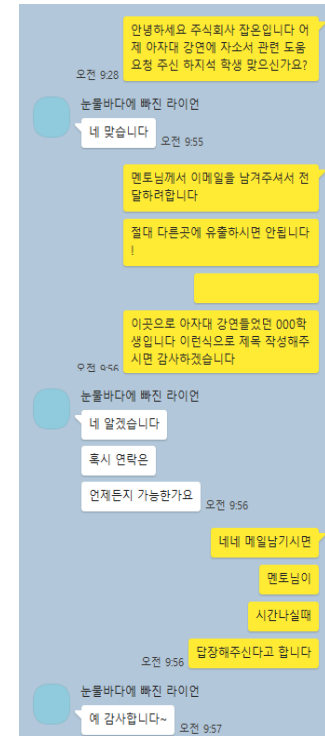 안녕하세요 주식회사 잡온입니다 어
제 아자대 강연에 자소서 관련 도움
요청 주신 하지석 학생 맞으신가요?
오전 9:28
눈물바다에 빠진 라이언
네 맞습니다
오전 9:55
멘토님께서 이메일을 남겨주셔서 전
달하려합니다
절대 다른곳에 유출하시면 안됩니다
!
이곳으로 아자대 강연들었던 000학
생입니다 이런식으로 제목 작성해주
시면 감사하겠습니다
오전 9:56
눈물바다에 빠진 라이언
네 알겠습니다
혹시 연락은
언제든지 가능한가요
오전 9:56
네네 메일남기시면
멘토님이
시간나실때
답장해주신다고 합니다
오전 9:56
눈물바다에 빠진 라이언
예 감사합니다~
오전 9:57